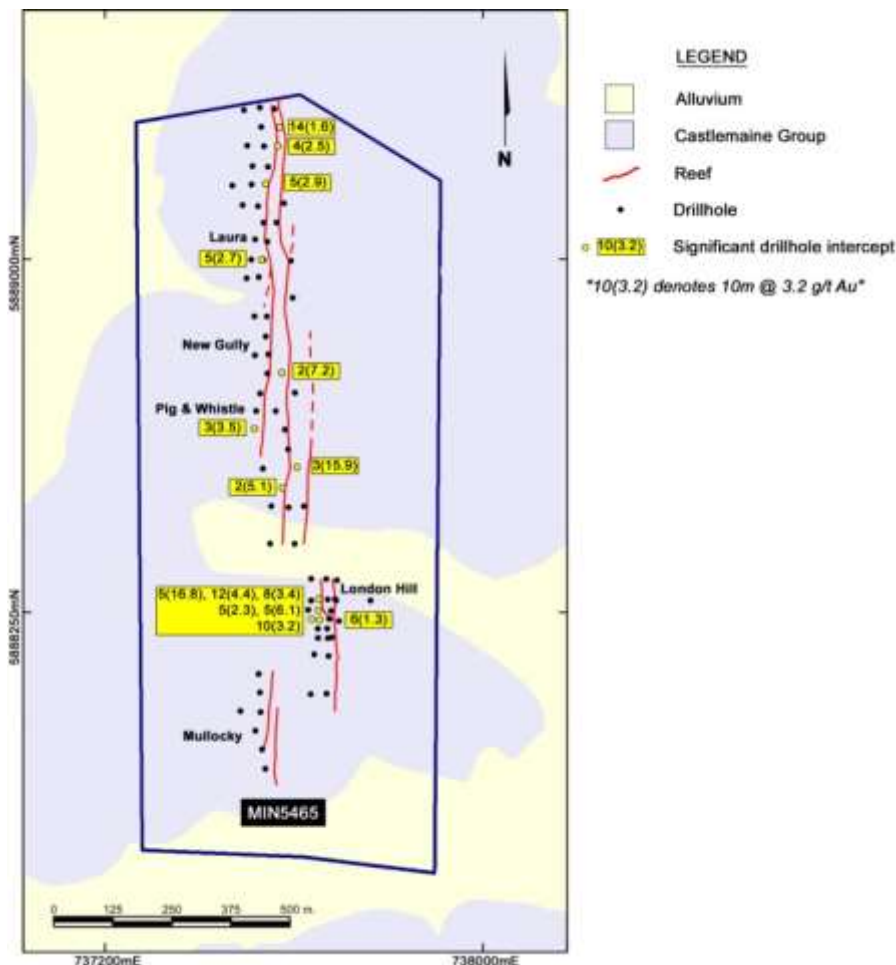 LEGEND
Alluvium
Castlemaine Group
Reef
Drillhole
10(3.2)
Significant drillhole intercept
"10(3.2) denotes 10m @ 3.2 g/t Au"
N
14(1.6)
4(2.5)
5(2.9)
Laura
5(2.7)
5889000mN
New Gully
2(7.2)
Pig & Whistle
3(3.5)
3(15.9)
2(5.1)
London Hill
5(16.8), 12(4.4), 8(3.4)
5(2.3), 5(6.1)
10(3.2)
6(1.3)
5888250mN
Mullocky
MIN5465
0 125 250 375 500 m.
737200mE
738000mE